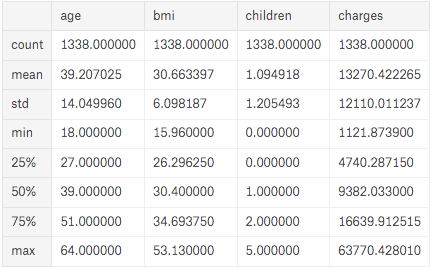 age bmi children charges
count 1338.000000 1338.000000 1338.000000 1338.000000
mean 39.207025 30.663397 1.094918 13270.422265
std 14.049960 6.098187 1.205493 12110.011237
min 18.000000 15.960000 0.000000 1121.873900
25% 27.000000 26.296250 0.000000 4740.287150
50% 39.000000 30.400000 1.000000 9382.033000
75% 51.000000 34.693750 2.000000 16639.912515
max 64.000000 53.130000 5.000000 63770.428010